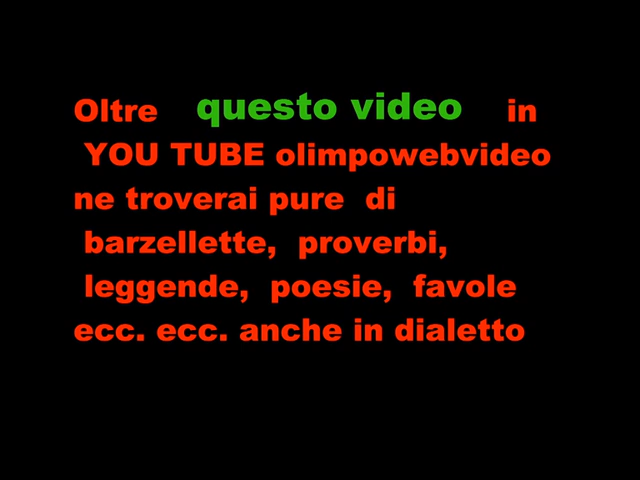 Oltre questo video in
YOU TUBE olimpowebvideo
ne troverai pure di
barzellette, proverbi,
leggende, poesie, favole
ecc. ecc. anche in dialetto